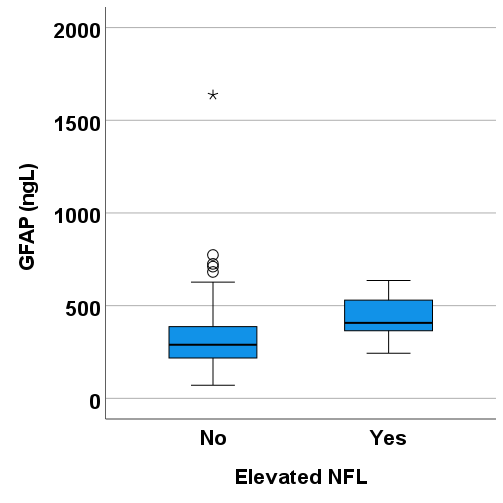 2000
1500
1000
500
0
GFAP (ngL)
No
Yes
Elevated NFL